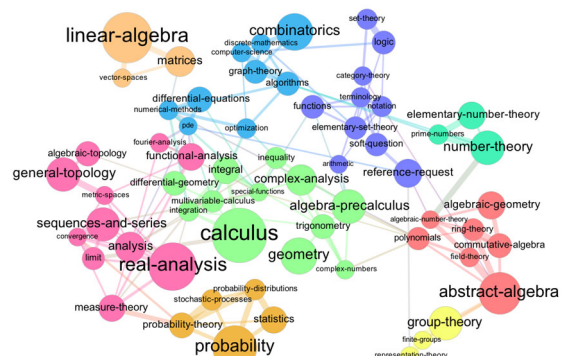 set-theory
linear-algebra
combinatorics
discrete-mathematics
logic
computer-science
matrices
graph-theory
category-theory
vector-spaces
algorithms
terminology
differential-equations
functions
notation
numerical-methods
elementary-number-theory
pde
optimization
elementary-set-theory
prime-numbers
fourier-analysis
soft-question
number-theory
algebraic-topology
functional-analysis
inequality
arithmetic
general-topology
integral
reference-request
differential-geometry
complex-analysis
special-functions
metric-spaces
multivariable-calculus
algebraic-geometry
integration
algebra-precalculus
sequences-and-series
algebraic-number-theory
trigonometry
ring-theory
convergence
calculus
polynomials
analysis
commutative-algebra
limit
geometry
field-theory
real-analysis
complex-numbers
probability-distributions
abstract-algebra
stochastic-processes
measure-theory
statistics
probability-theory
group-theory
finite-groups
probability
representation-theory